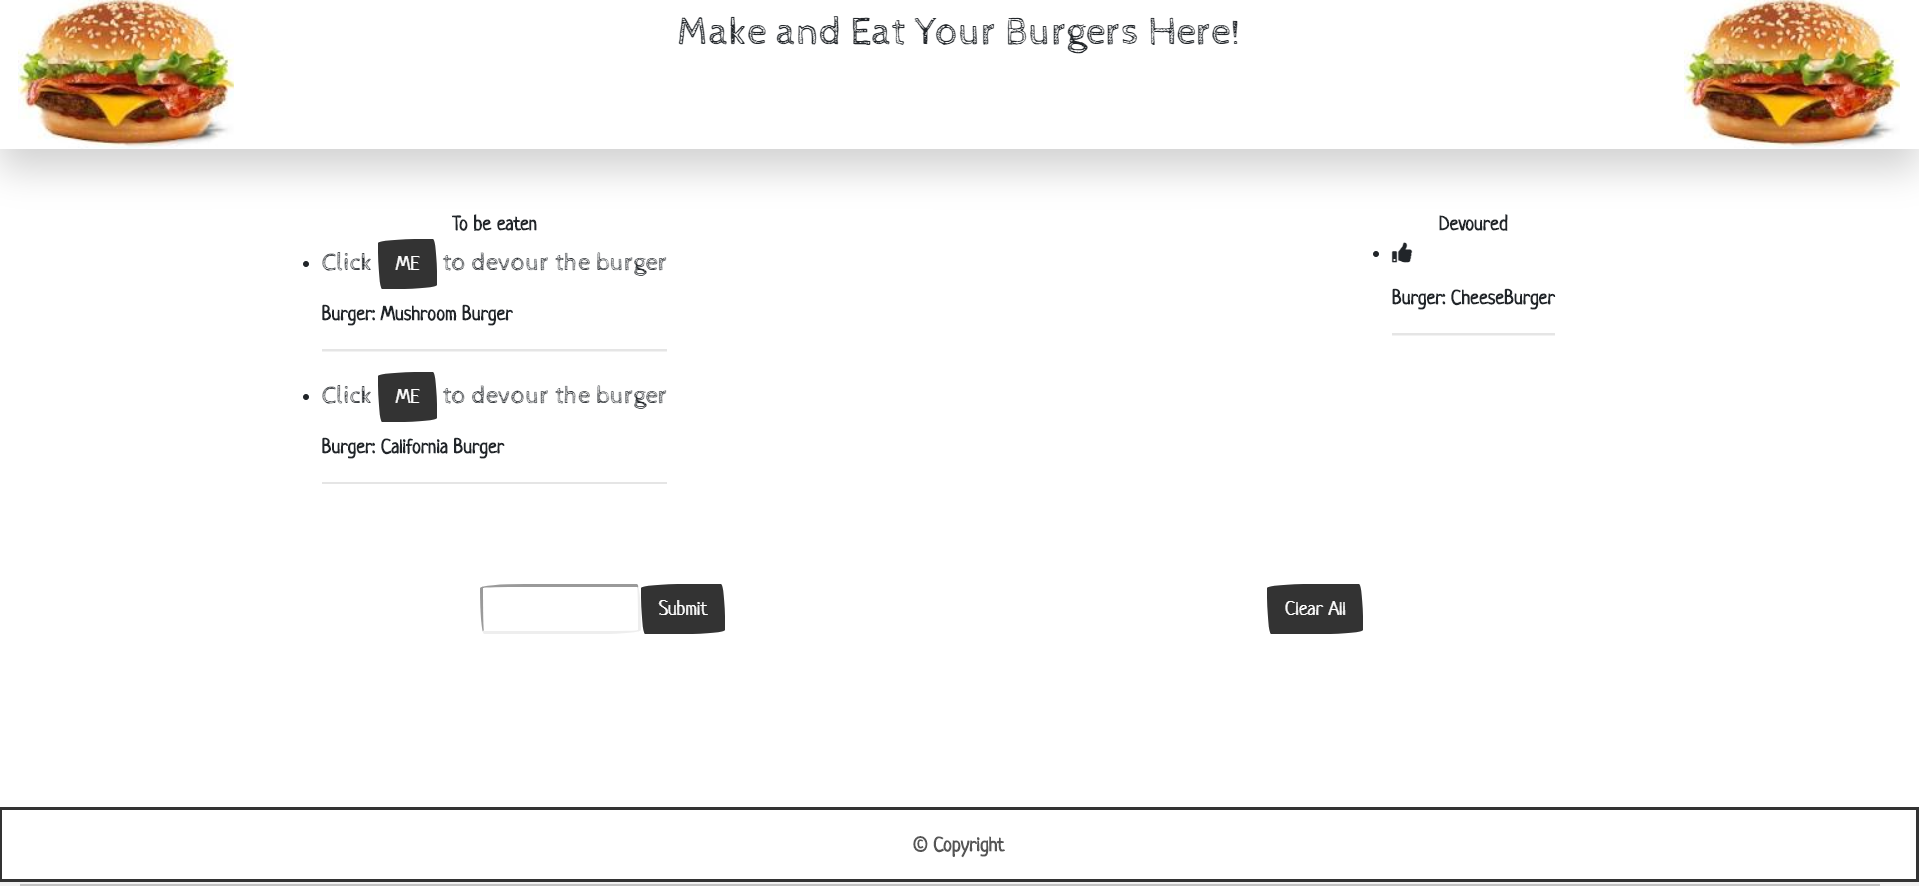 Make and Eat Your Burgers Here!
To be eaten
Click ME to devour the burger
Burger: Mushroom Burger
Click ME to devour the burger
Burger: California Burger
Devoured
Burger: CheeseBurger
Submit
Clear All
© Copyright